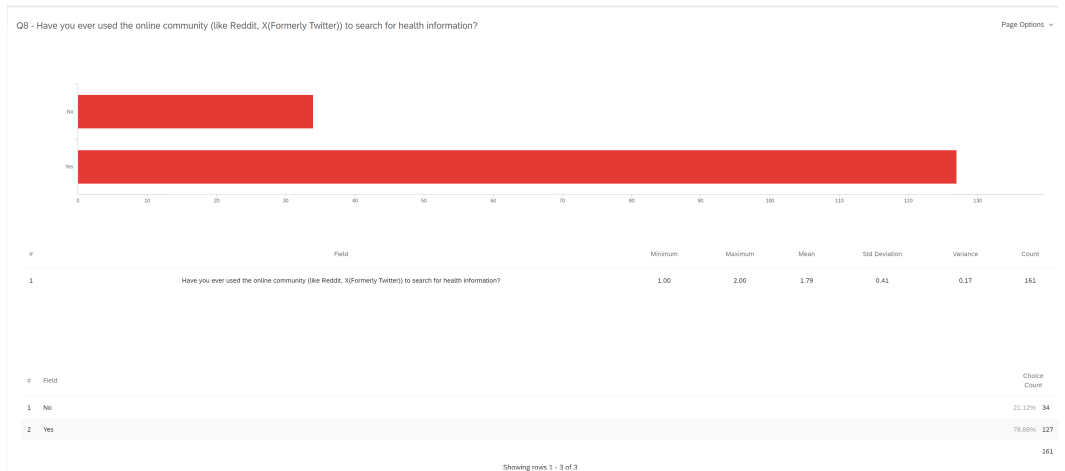 Q8 - Have you ever used the online community (like Reddit, X(Formerly Twitter)) to search for health information?
Page Options
No
Yes
0 10 20 30 40 50 60 70 80 90 100 110 120 130
# Field Minimum Maximum Mean Std Deviation Variance Count
1 Have you ever used the online community (like Reddit, X(Formerly Twitter)) to search for health information? 1.00 2.00 1.79 0.41 0.17 161
# Field Choice
Count
1 No 21.12% 34
2 Yes 78.88% 127
161
Showing rows 1 - 3 of 3